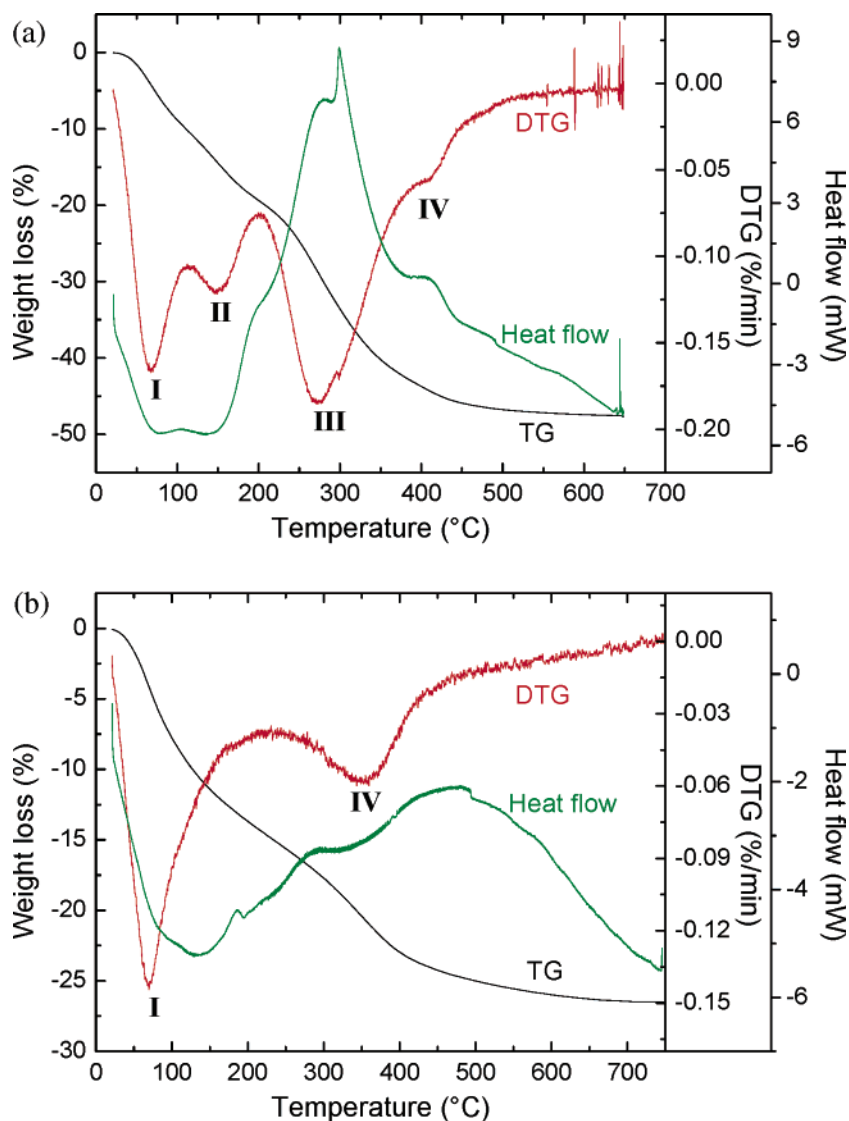 (a)
0
-10
-20
-30
-40
-50
Weight loss (%)
0 100 200 300 400 500 600 700
Temperature (°C)
0.00
-0.05
-0.10
-0.15
-0.20
DTG (%/min)
9
6
3
0
-3
-6
Heat flow (mW)
DTG
IV
II
Heat flow
I
III
TG
(b)
0
-5
-10
-15
-20
-25
-30
Weight loss (%)
0 100 200 300 400 500 600 700
Temperature (°C)
0.00
-0.03
-0.06
-0.09
-0.12
-0.15
DTG (%/min)
0
-2
-4
-6
Heat flow (mW)
DTG
IV
Heat flow
TG
I